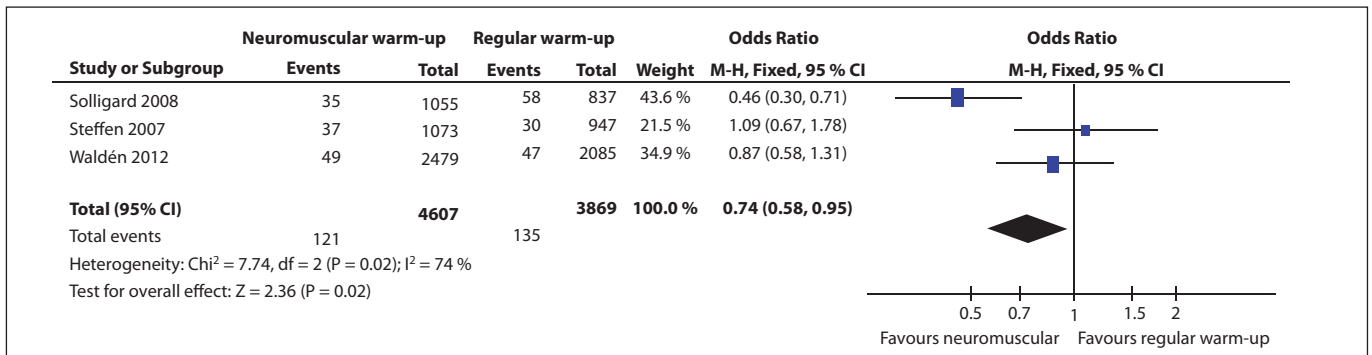 Neuromuscular warm-up Regular warm-up Odds Ratio Odds Ratio
Study or Subgroup Events Total Events Total Weight M-H, Fixed, 95 % CI M-H, Fixed, 95 % CI
Solligard 2008 35 1055 58 837 43.6 % 0.46 (0.30, 0.71)
Steffen 2007 37 1073 30 947 21.5 % 1.09 (0.67, 1.78)
Waldén 2012 49 2479 47 2085 34.9 % 0.87 (0.58, 1.31)
Total (95% CI) 4607 3869 100.0 % 0.74 (0.58, 0.95)
Total events 121 135
Heterogeneity: Chi² = 7.74, df = 2 (P = 0.02); I² = 74 %
Test for overall effect: Z = 2.36 (P = 0.02)
0.5 0.7 1 1.5 2
Favours neuromuscular Favours regular warm-up